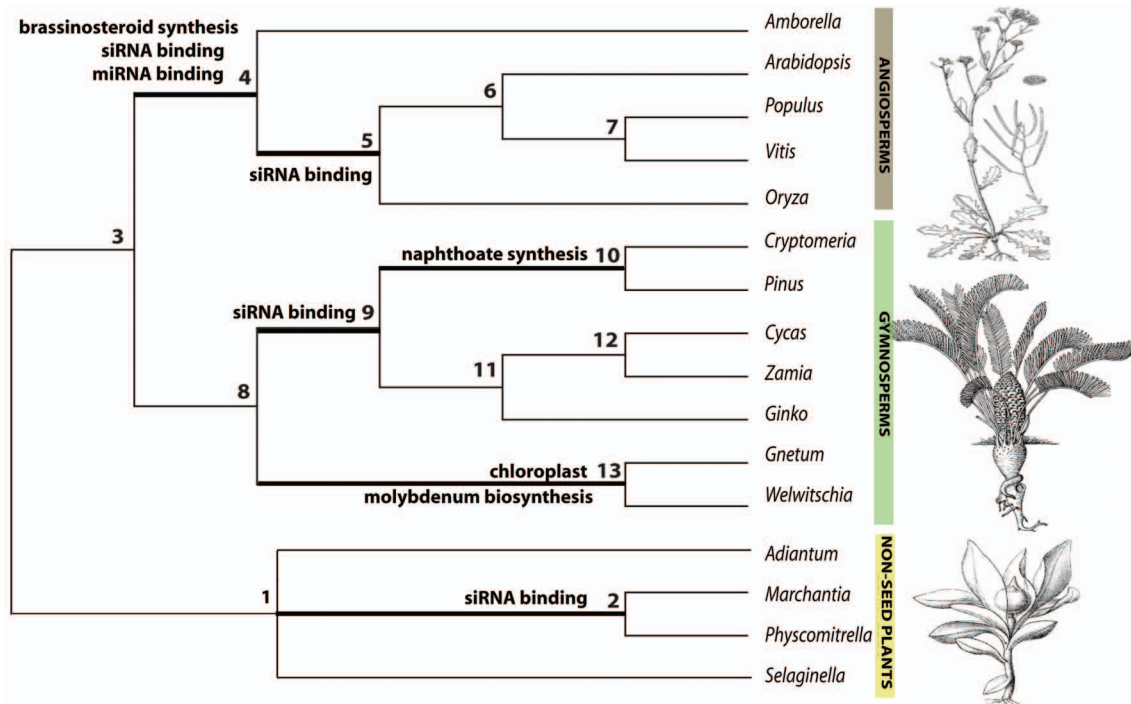 brassinosteroid synthesis
siRNA binding
miRNA binding
4
Amborella
Arabidopsis
6
Populus
7
Vitis
5
siRNA binding
Oryza
ANGIOSPERMS
3
Cryptomeria
naphthoate synthesis 10
Pinus
siRNA binding 9
Cycas
12
Zamia
11
8
Ginko
Gnetum
chloroplast 13
molybdenum biosynthesis
Welwitschia
GYMNOSPERMS
Adiantum
1
siRNA binding 2
Marchantia
Physcomitrella
Selaginella
NON-SEED PLANTS